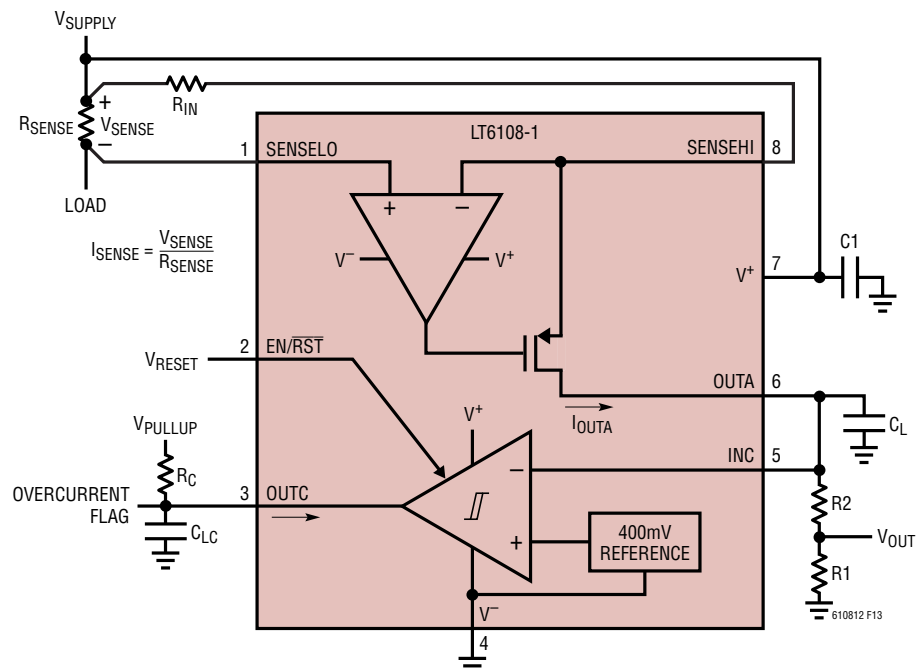 VSUPPLY
RIN
+
RSENSE
VSENSE
–
LOAD
ISENSE = VSENSE
RSENSE
LT6108-1
1 SENSELO
SENSEHI 8
+ –
V– V+
C1
V+ 7
2 EN/RST
VRESET
OUTA 6
IOUTA
CL
VPULLUP
V+
INC 5
RC
–
OVERCURRENT
FLAG
3 OUTC
CLC
+
400mV
REFERENCE
R2
VOUT
R1
V–
4
610812 F13